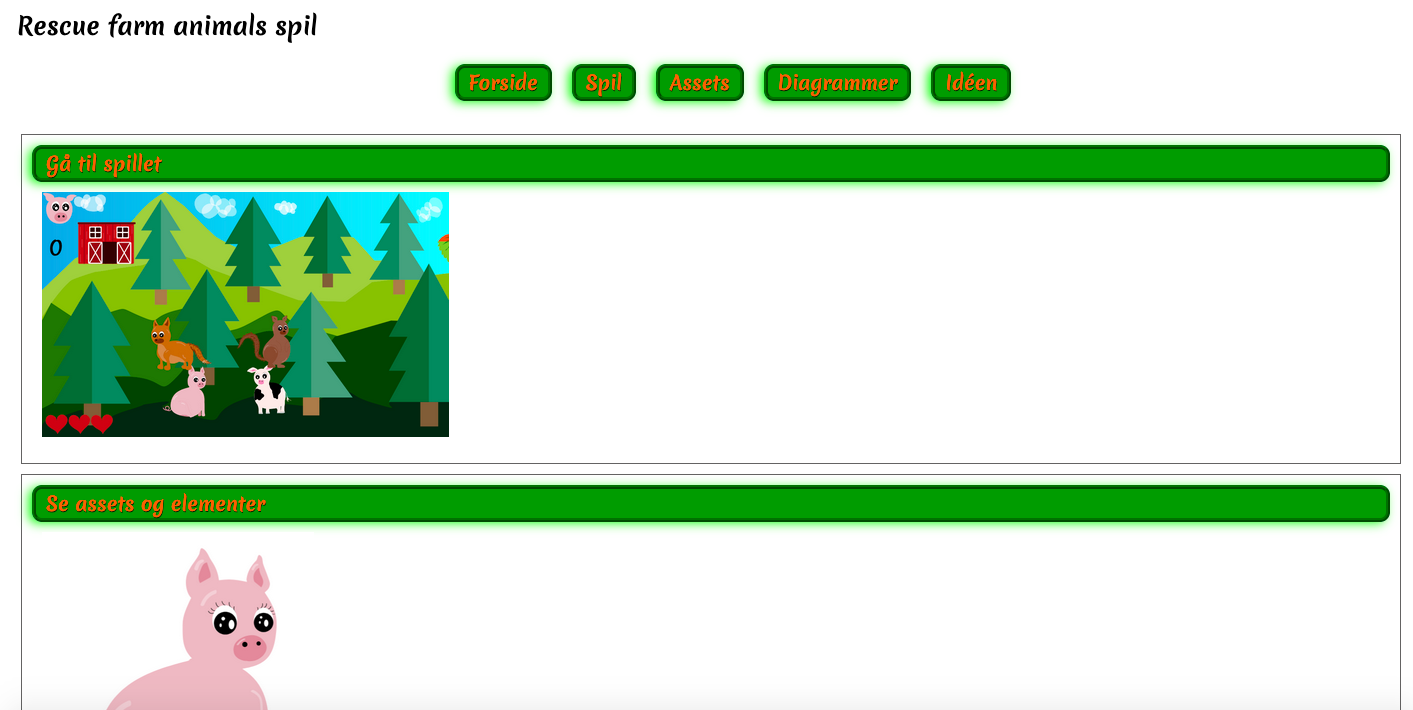 Rescue farm animals spil
Forside Spil Assets Diagrammer Idéen
Gå til spillet
0
Se assets og elementer